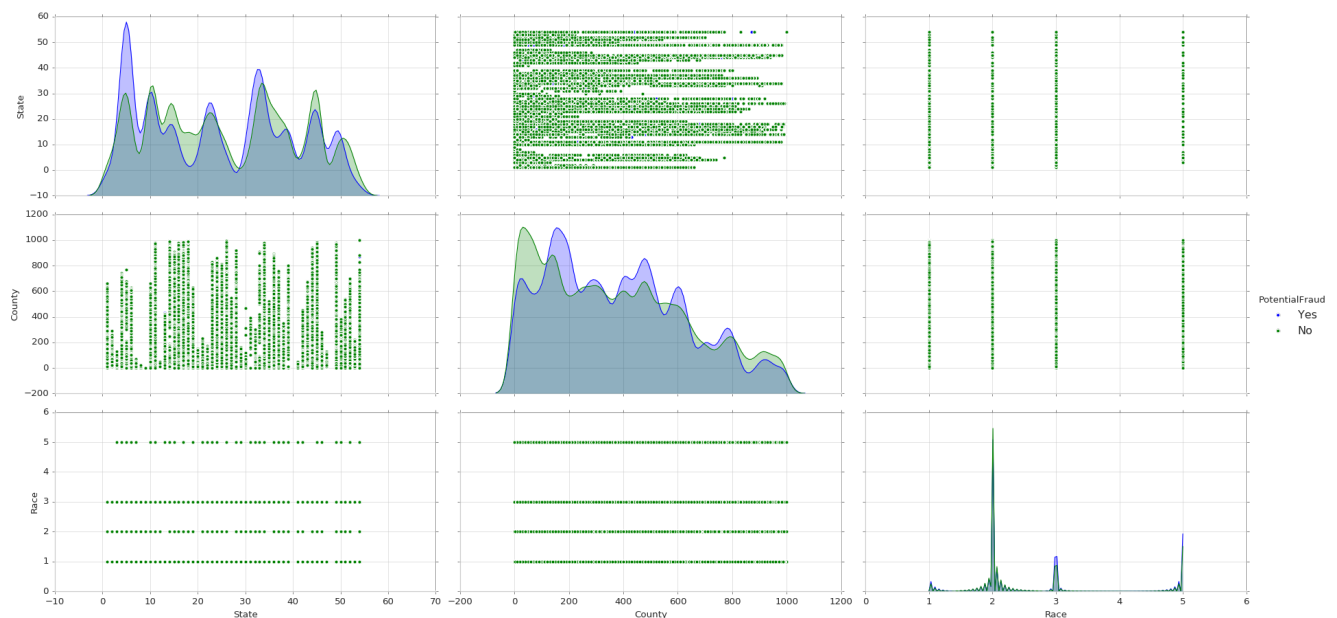 60
50
40
30
20
10
0
−10
State
1200
1000
800
600
400
200
0
−200
County
PotentialFraud
Yes
No
6
5
4
3
2
1
0
Race
−10 0 10 20 30 40 50 60 70
−200 0 200 400 600 800 1000 1200
0 1 2 3 4 5 6
State County Race